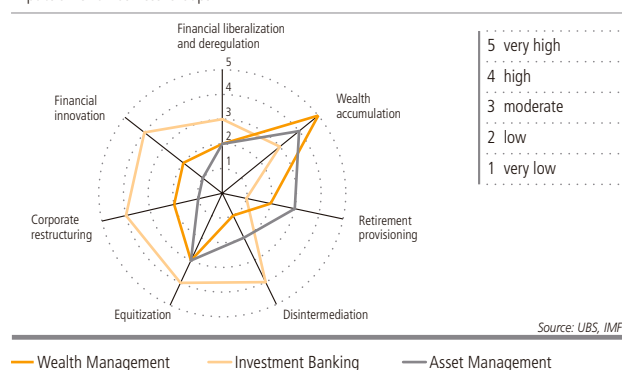 Financial liberalization
and deregulation
5
4
3
2
1
Wealth
accumulation
Financial
innovation
Corporate
restructuring
Retirement
provisioning
Equitization
Disintermediation
5 very high
4 high
3 moderate
2 low
1 very low
Source: UBS, IMF
Wealth Management
Investment Banking
Asset Management